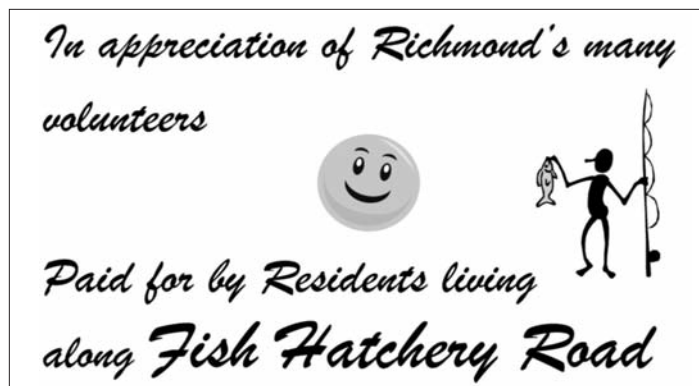 In appreciation of Richmond's many
volunteers
Paid for by Residents living
along Fish Hatchery Road